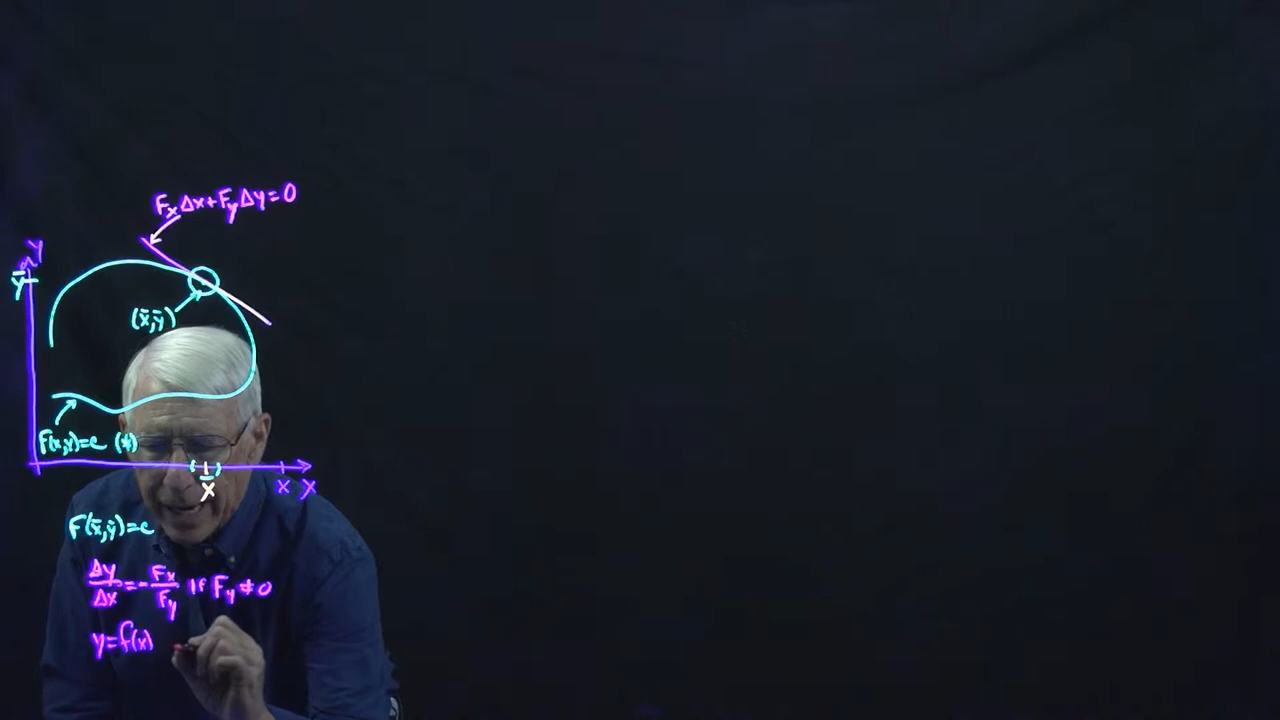 Fx Δx + Fy Δy = 0
y
ȳ
(x̄, ȳ)
F(x,y) = c (*)
( )
x̄ x x
F(x̄, ȳ) = c
Δy/Δx = - Fx/Fy if Fy ≠ 0
y = f(x)